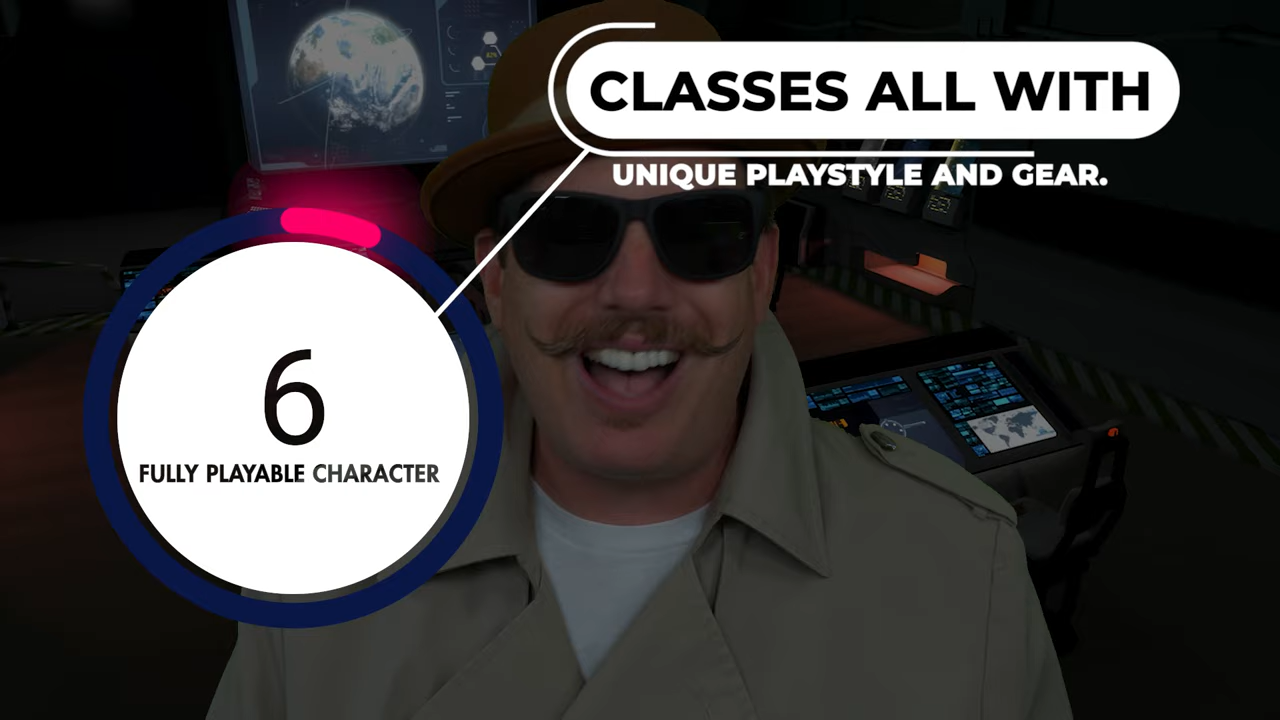 6
FULLY PLAYABLE CHARACTER
CLASSES ALL WITH
UNIQUE PLAYSTYLE AND GEAR.